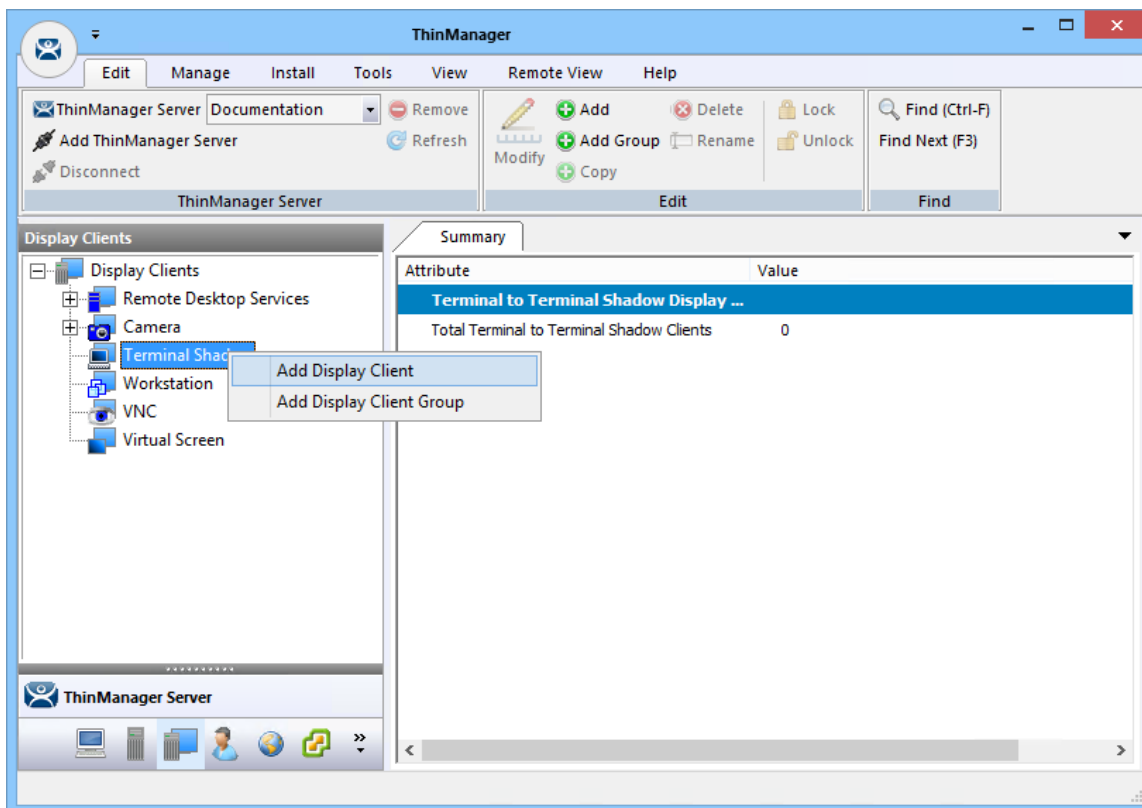 ThinManager
Edit Manage Install Tools View Remote View Help
ThinManager Server Documentation Remove Add Delete Lock Find (Ctrl-F)
Add ThinManager Server Refresh Modify Add Group Rename Unlock Find Next (F3)
Disconnect Copy
ThinManager Server Edit Find
Display Clients Summary
Display Clients Attribute Value
Remote Desktop Services Terminal to Terminal Shadow Display ...
Camera Total Terminal to Terminal Shadow Clients 0
Terminal Shad
Add Display Client
Workstation
Add Display Client Group
VNC
Virtual Screen
ThinManager Server